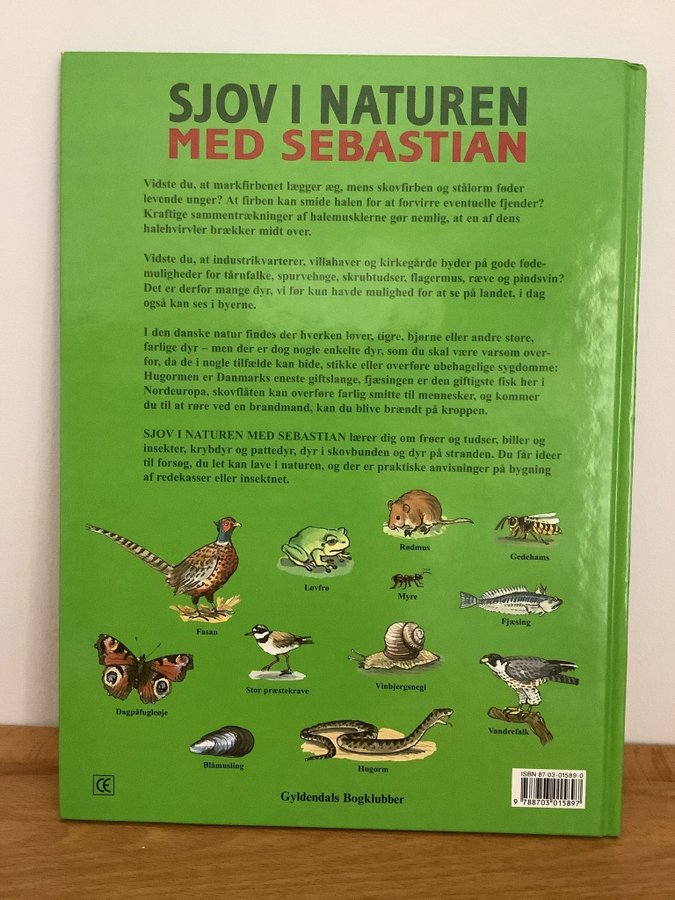 SJOV I NATUREN
MED SEBASTIAN
Vidste du, at markfirbenet lægger æg, mens skovfirben og stålorm føder
levende unger? At firben kan smide halen for at forvirre eventuelle fjender?
Kraftige sammentrækninger af halemusklerne gør nemlig, at en af dens
halehvirvler brækker midt over.
Vidste du, at industrikvarterer, villahaver og kirkegårde byder på gode føde-
muligheder for tårnfalke, spurvehøge, skrubtudser, flagermus, ræve og pindsvin?
Det er derfor mange dyr, vi før kun havde mulighed for at se på landet, i dag
også kan ses i byerne.
I den danske natur findes der hverken løver, tigre, bjørne eller andre store,
farlige dyr – men der er dog nogle enkelte dyr, som du skal være varsom over-
for, da de i nogle tilfælde kan bide, stikke eller overføre ubehagelige sygdomme:
Hugormen er Danmarks eneste giftslange, fjæsingen er den giftigste fisk her i
Nordeuropa, skovflåten kan overføre farlig smitte til mennesker, og kommer
du til at røre ved en brandmand, kan du blive brændt på kroppen.
SJOV I NATUREN MED SEBASTIAN lærer dig om frøer og tudser, biller og
insekter, krybdyr og pattedyr, dyr i skovbunden og dyr på stranden. Du får ideer
til forsøg, du let kan lave i naturen, og der er praktiske anvisninger på bygning
af redekasser eller insektnet.
Rødmus
Gedehams
Løvfrø
Myre
Fjæsing
Fasan
Stor præstekrave
Vinbjergsnegl
Dagpåfugleøje
Vandrefalk
Blåmusling
Hugorm
CE
Gyldendals Bogklubber
ISBN 87-03-01589-0
9 788703 015897